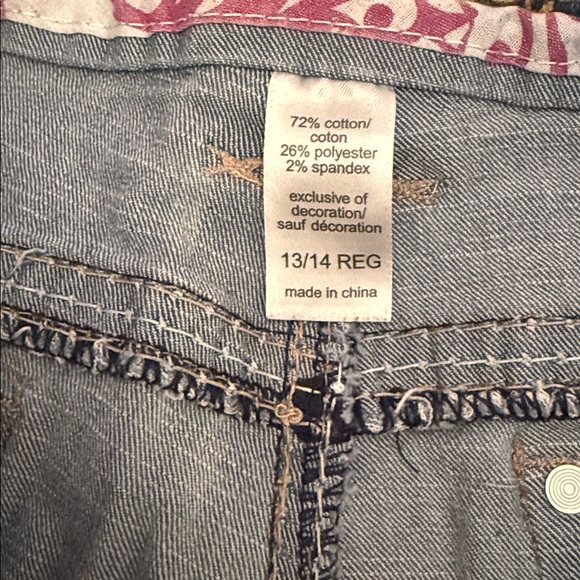 72% cotton/
coton
26% polyester
2% spandex
exclusive of
decoration/
sauf décoration
13/14 REG
made in china